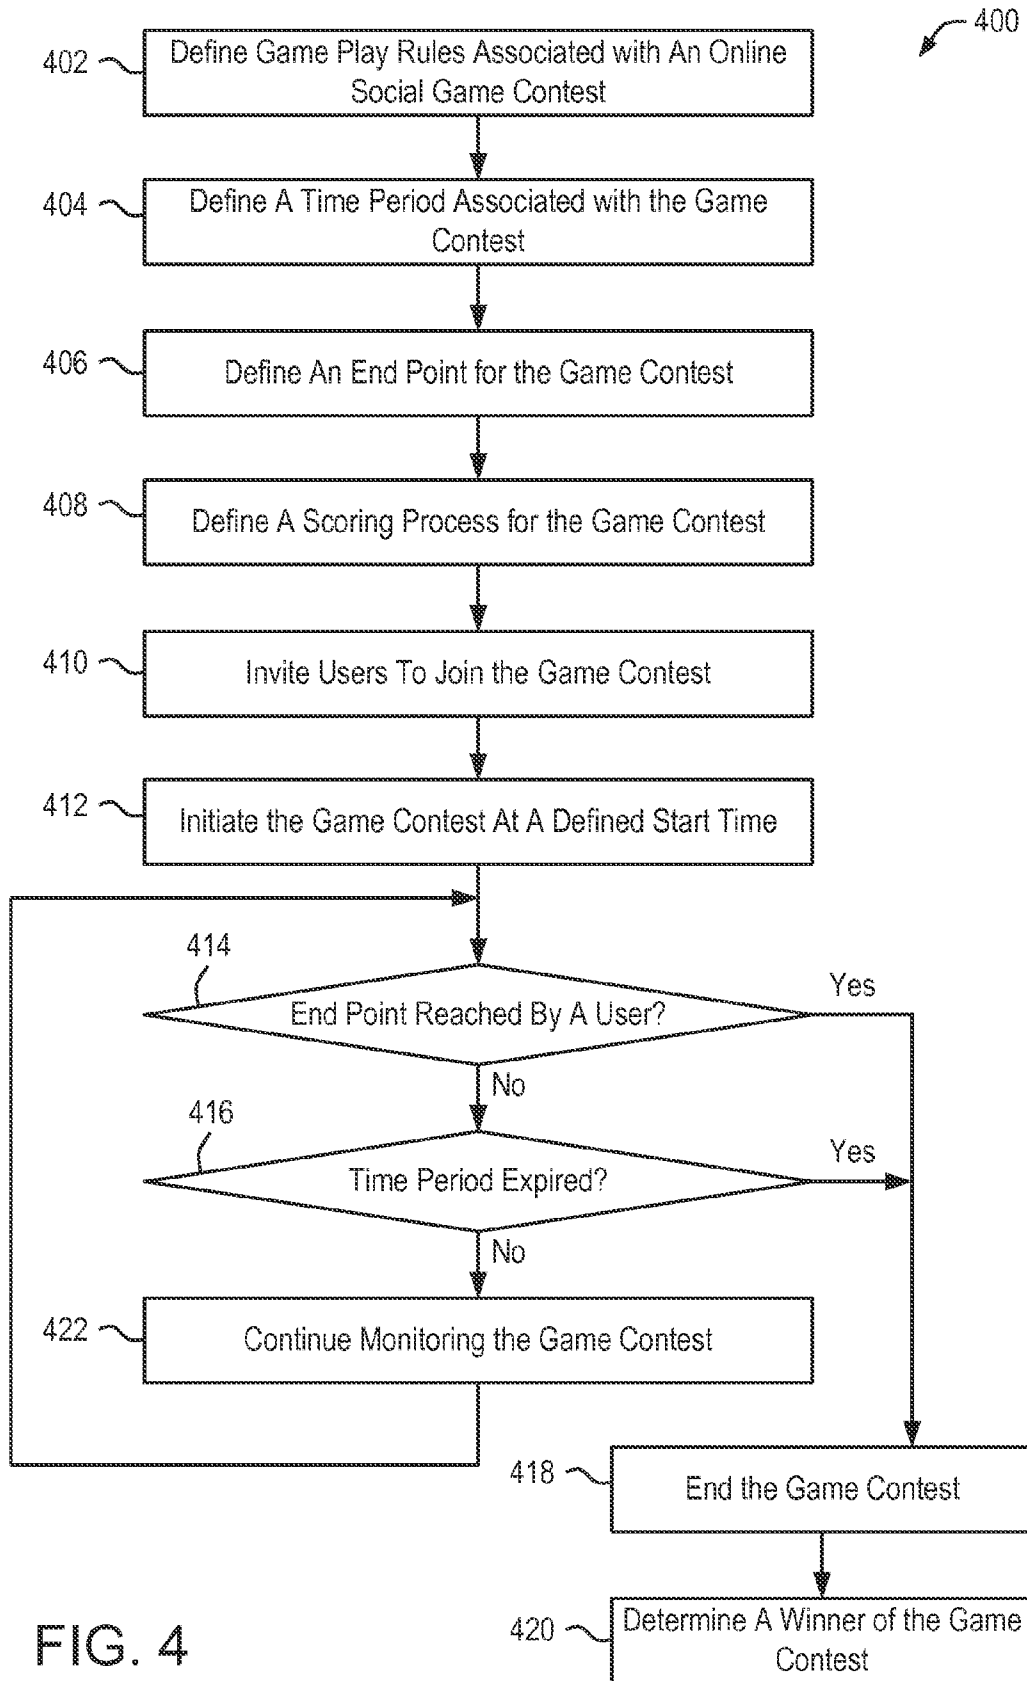 400
402
Define Game Play Rules Associated with An Online
Social Game Contest
404
Define A Time Period Associated with the Game
Contest
406
Define An End Point for the Game Contest
408
Define A Scoring Process for the Game Contest
410
Invite Users To Join the Game Contest
412
Initiate the Game Contest At A Defined Start Time
414
End Point Reached By A User?
Yes
No
416
Time Period Expired?
Yes
No
422
Continue Monitoring the Game Contest
418
End the Game Contest
420
Determine A Winner of the Game
Contest
FIG. 4